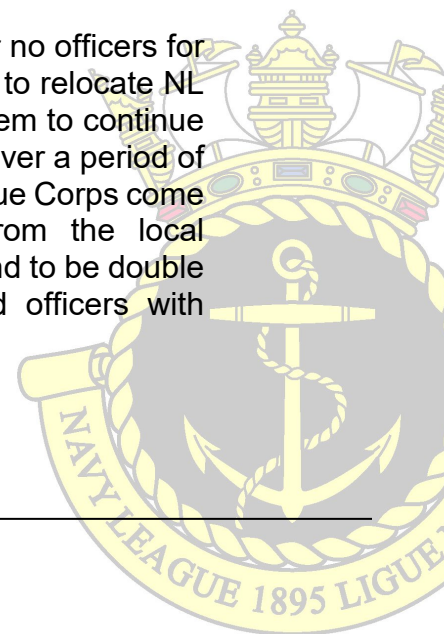 no officers for
to relocate NL
em to continue
ver a period of
ue Corps come
rom the local
nd to be double
d officers with
NAVY LEAGUE 1895 LIGUE